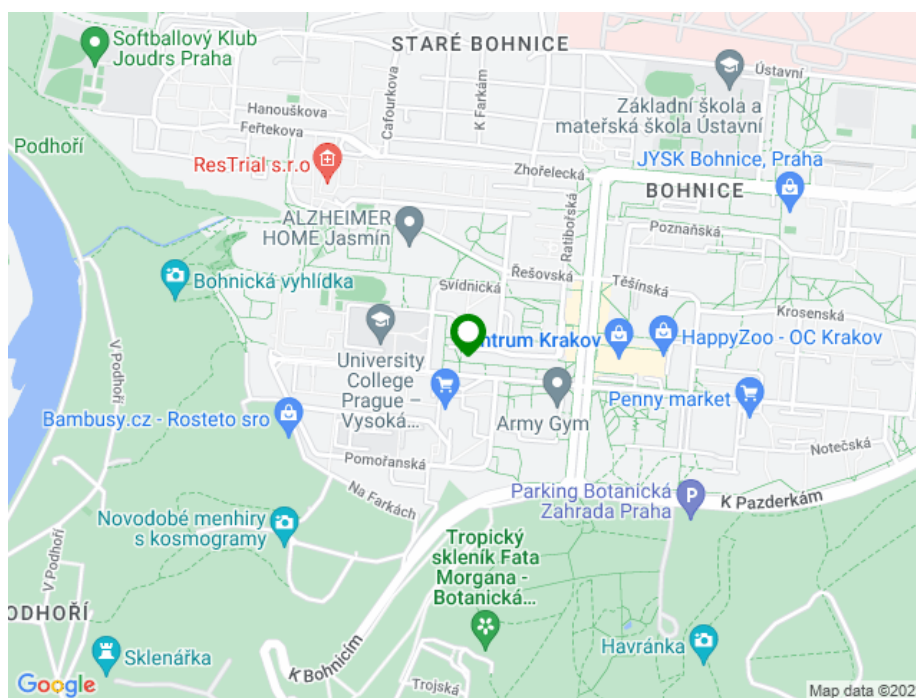 Softballový Klub
Joudrs Praha
STARÉ BOHNICE
Ústavní
Cafourkova
K Farkám
Hanouškova
Feřtekova
Základní škola a
mateřská škola Ústavní
Podhoří
ResTrial s.r.o
Zhořelecká
JYSK Bohnice, Praha
BOHNICE
Ratibořská
ALZHEIMER
HOME Jasmín
Poznaňská
Řešovská
Těšínská
Bohnická vyhlídka
Svídnická
Krosenská
V Podhoří
ntrum Krakov
HappyZoo - OC Krakov
University
College
Prague –
Vysoká...
Penny market
Bambusy.cz - Rosteto sro
Army Gym
Notečská
Pomořanská
Na Farkách
Parking Botanická
Zahrada Praha
P
K Pazderkám
Novodobé menhiry
s kosmogramy
Tropický
skleník Fata
Morgana -
Botanická...
V Podhoří
ODHOŘÍ
Sklenářka
K Bohnicím
Havránka
Trojská
Google
Map data ©202